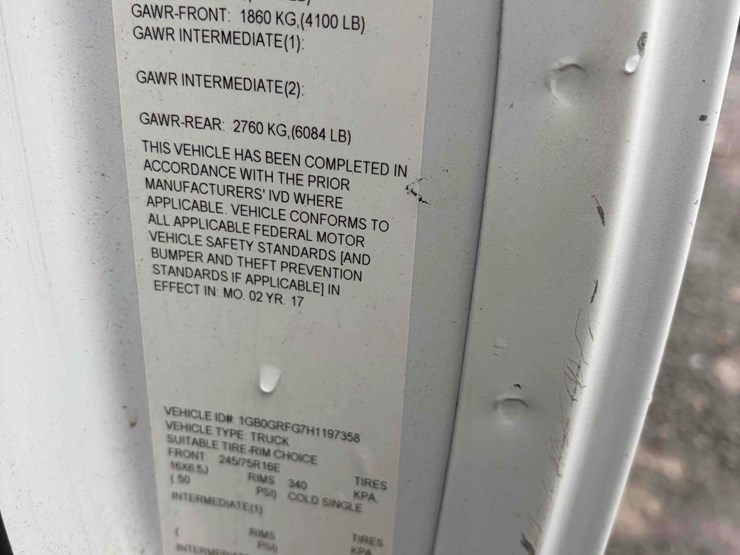 GAWR-FRONT: 1860 KG,(4100 LB)
GAWR INTERMEDIATE(1):
GAWR INTERMEDIATE(2):
GAWR-REAR: 2760 KG,(6084 LB)
THIS VEHICLE HAS BEEN COMPLETED IN
ACCORDANCE WITH THE PRIOR
MANUFACTURERS' IVD WHERE
APPLICABLE. VEHICLE CONFORMS TO
ALL APPLICABLE FEDERAL MOTOR
VEHICLE SAFETY STANDARDS [AND
BUMPER AND THEFT PREVENTION
STANDARDS IF APPLICABLE] IN
EFFECT IN: MO. 02 YR. 17
VEHICLE ID# 1GB0GRFG7H1197358
VEHICLE TYPE: TRUCK
SUITABLE TIRE-RIM CHOICE
FRONT 245/75R16E TIRES
16X6.5J RIMS 340 KPA
( 50 PSI) COLD SINGLE
INTERMEDIATE(1)
TIRES
( RIMS KPA
PSI)